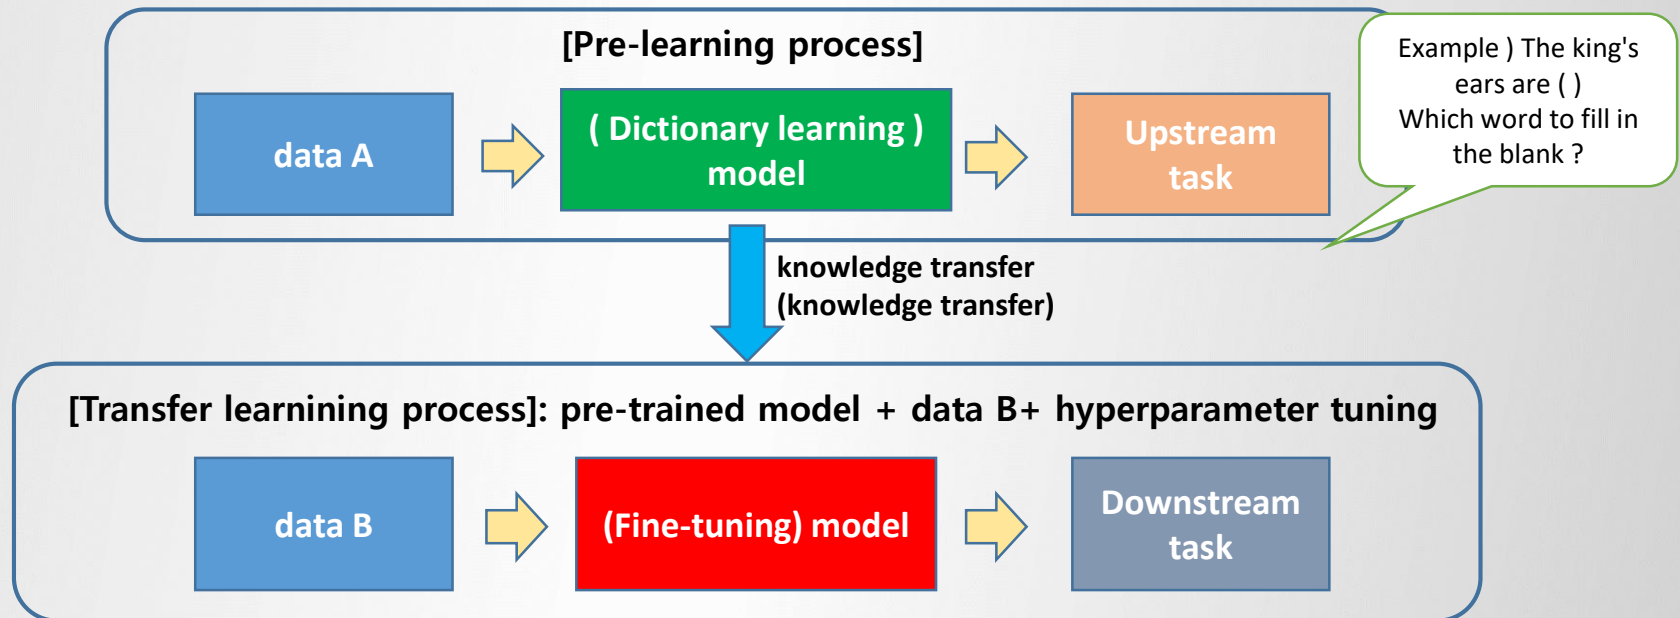 [Pre-learning process]
Example ) The king's
ears are ( )
Which word to fill in
the blank ?
data A
( Dictionary learning )
model
Upstream
task
knowledge transfer
(knowledge transfer)
[Transfer learnining process]: pre-trained model + data B+ hyperparameter tuning
data B
(Fine-tuning) model
Downstream
task